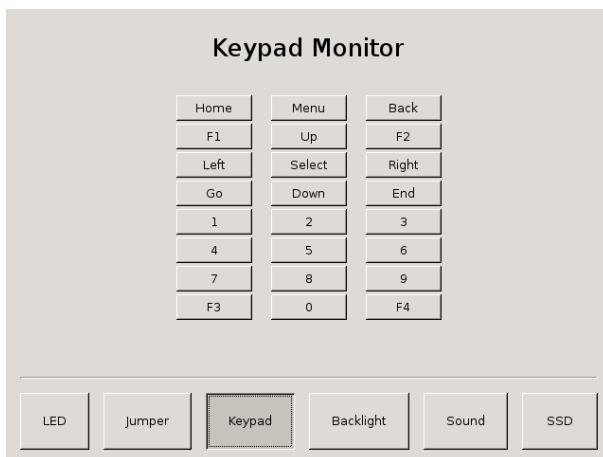 Keypad Monitor
Home Menu Back
F1 Up F2
Left Select Right
Go Down End
1 2 3
4 5 6
7 8 9
F3 0 F4
LED Jumper Keypad Backlight Sound SSD